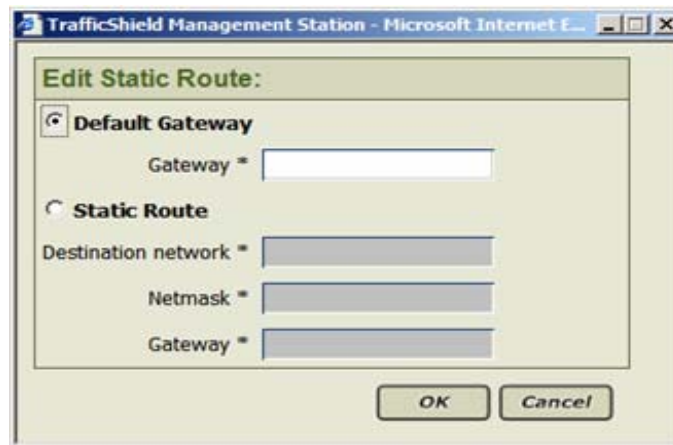 TrafficShield Management Station - Microsoft Internet E...
Edit Static Route:
Default Gateway
Gateway *
Static Route
Destination network *
Netmask *
Gateway *
OK Cancel